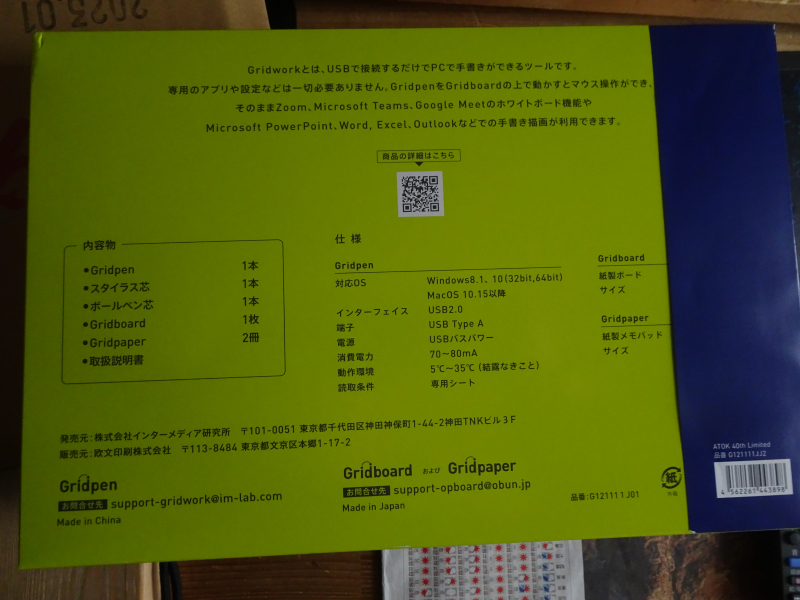 2023.01
Gridworkとは、USBで接続するだけでPCで手書きができるツールです。
専用のアプリや設定などは一切必要ありません。GridpenをGridboardの上で動かすとマウス操作ができ、
そのままZoom、Microsoft Teams、Google Meetのホワイトボード機能や
Microsoft PowerPoint、Word, Excel、Outlookなどでの手書き描画が利用できます。
商品の詳細はこちら
内容物
•Gridpen 1本
•スタイラス芯 1本
•ボールペン芯 1本
•Gridboard 1枚
•Gridpaper 2冊
•取扱説明書
仕様
Gridpen
対応OS Windows8.1、10(32bit,64bit)
MacOS 10.15以降
インターフェイス USB2.0
端子 USB Type A
電源 USBバスパワー
消費電力 70〜80mA
動作環境 5℃〜35℃(結露なきこと)
読取条件 専用シート
Gridboard
紙製ボード
サイズ
Gridpaper
紙製メモパッド
サイズ
発売元:株式会社インターメディア研究所 〒101-0051 東京都千代田区神田神保町1-44-2神田TNKビル3F
販売元:欧文印刷株式会社 〒113-8484 東京都文京区本郷1-17-2
Gridpen
お問合せ先 support-gridwork@im-lab.com
Made in China
Gridboard および Gridpaper
お問合せ先 support-opboard@obun.jp
Made in Japan
品番:G121111J01
紙
外箱
ATOK 40th Limited
品番 G121111JJ2
4562261443898